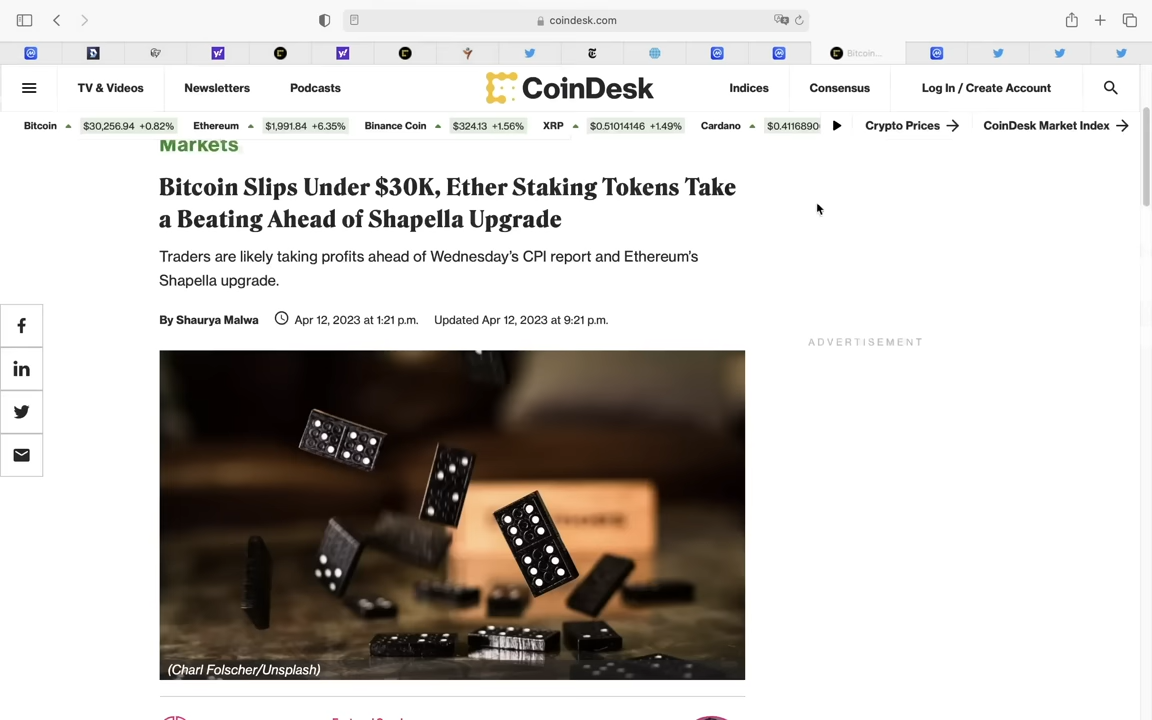 coindesk.com
Bitcoin...
TV & Videos
Newsletters
Podcasts
CoinDesk
Indices
Consensus
Log In / Create Account
Bitcoin $30,256.94 +0.82%
Ethereum $1,991.84 +6.35%
Binance Coin $324.13 +1.56%
XRP $0.51014146 +1.49%
Cardano $0.4116890
Crypto Prices
CoinDesk Market Index
Markets
Bitcoin Slips Under $30K, Ether Staking Tokens Take
a Beating Ahead of Shapella Upgrade
Traders are likely taking profits ahead of Wednesday’s CPI report and Ethereum’s
Shapella upgrade.
By Shaurya Malwa Apr 12, 2023 at 1:21 p.m. Updated Apr 12, 2023 at 9:21 p.m.
ADVERTISEMENT
(Charl Folscher/Unsplash)